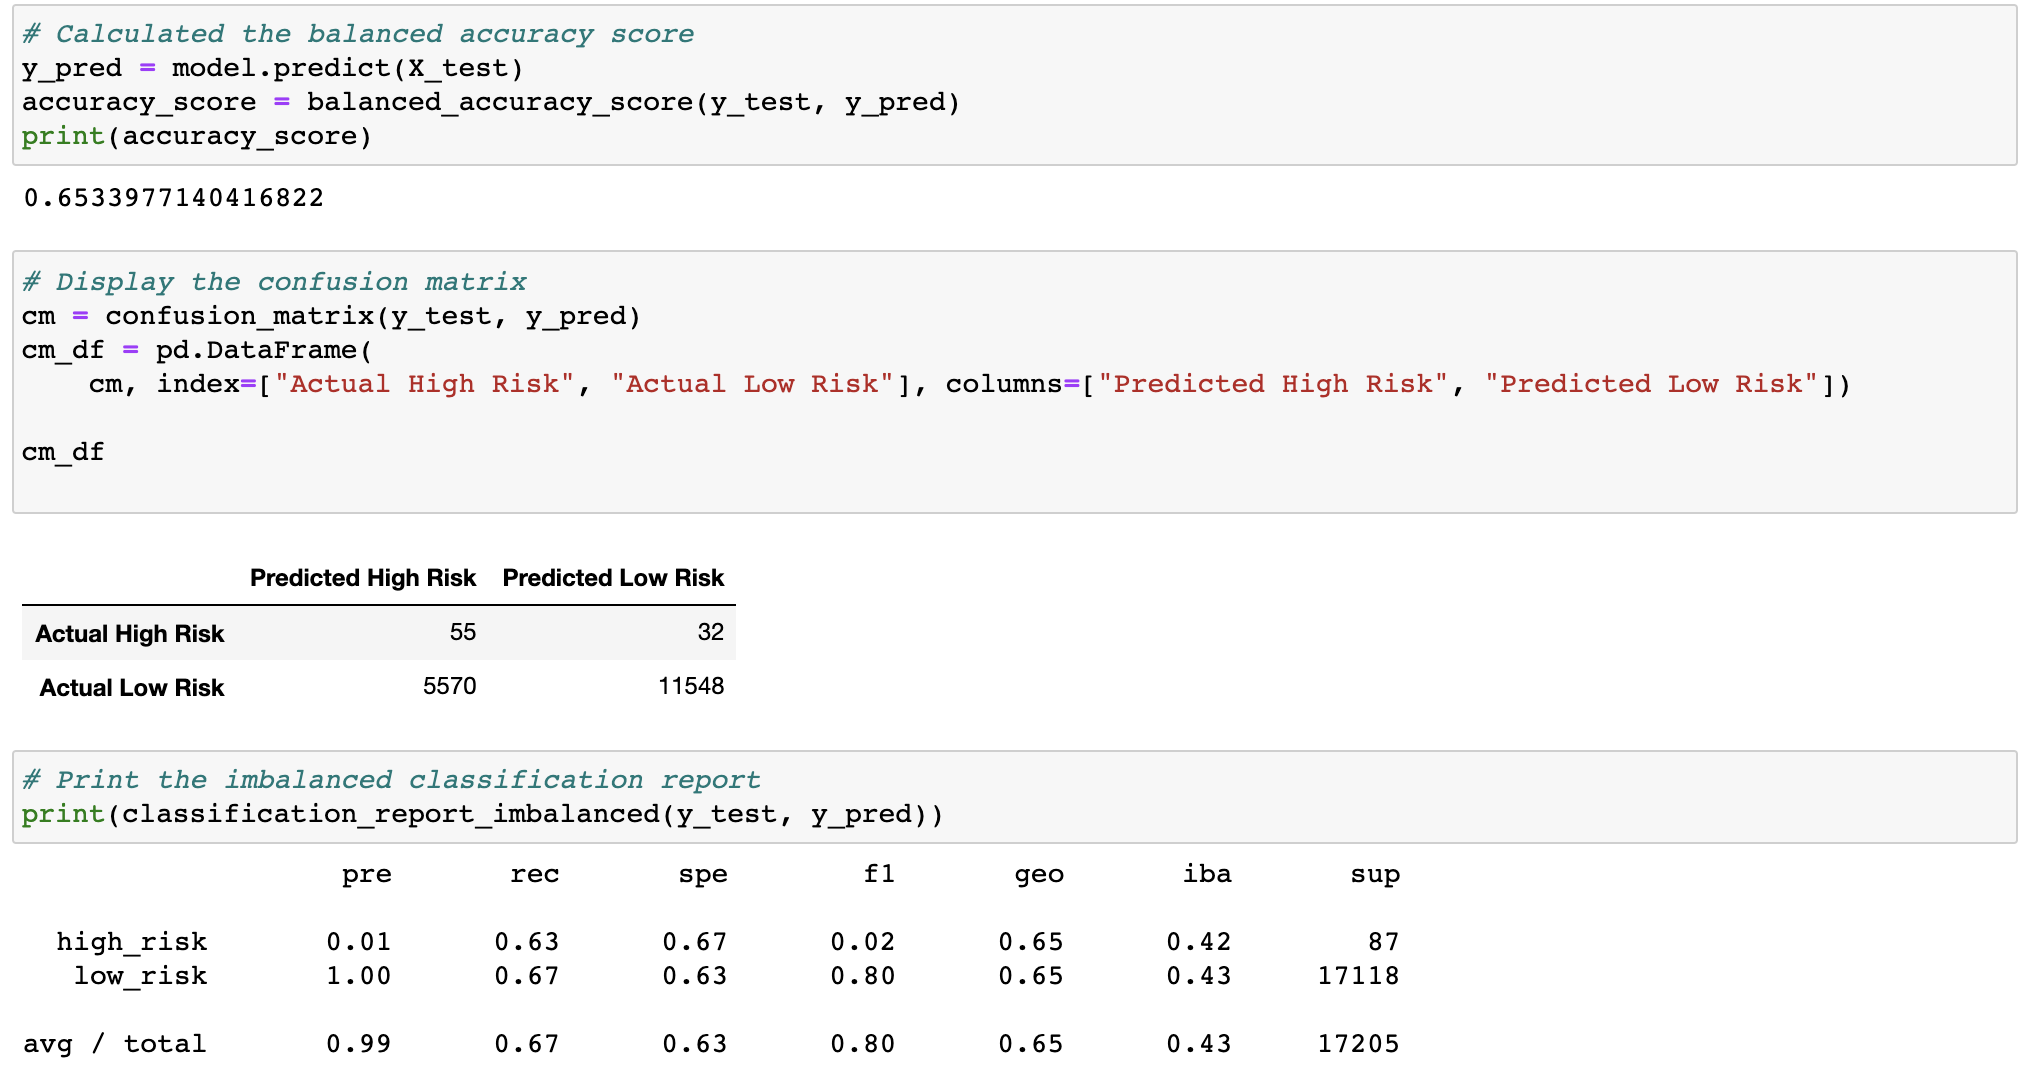 # Calculated the balanced accuracy score
y_pred = model.predict(X_test)
accuracy_score = balanced_accuracy_score(y_test, y_pred)
print(accuracy_score)
0.6533977140416822
# Display the confusion matrix
cm = confusion_matrix(y_test, y_pred)
cm_df = pd.DataFrame(
    cm, index=["Actual High Risk", "Actual Low Risk"], columns=["Predicted High Risk", "Predicted Low Risk"])
cm_df
Predicted High Risk Predicted Low Risk
Actual High Risk 55 32
Actual Low Risk 5570 11548
# Print the imbalanced classification report
print(classification_report_imbalanced(y_test, y_pred))
pre rec spe f1 geo iba sup
high_risk 0.01 0.63 0.67 0.02 0.65 0.42 87
low_risk 1.00 0.67 0.63 0.80 0.65 0.43 17118
avg / total 0.99 0.67 0.63 0.80 0.65 0.43 17205